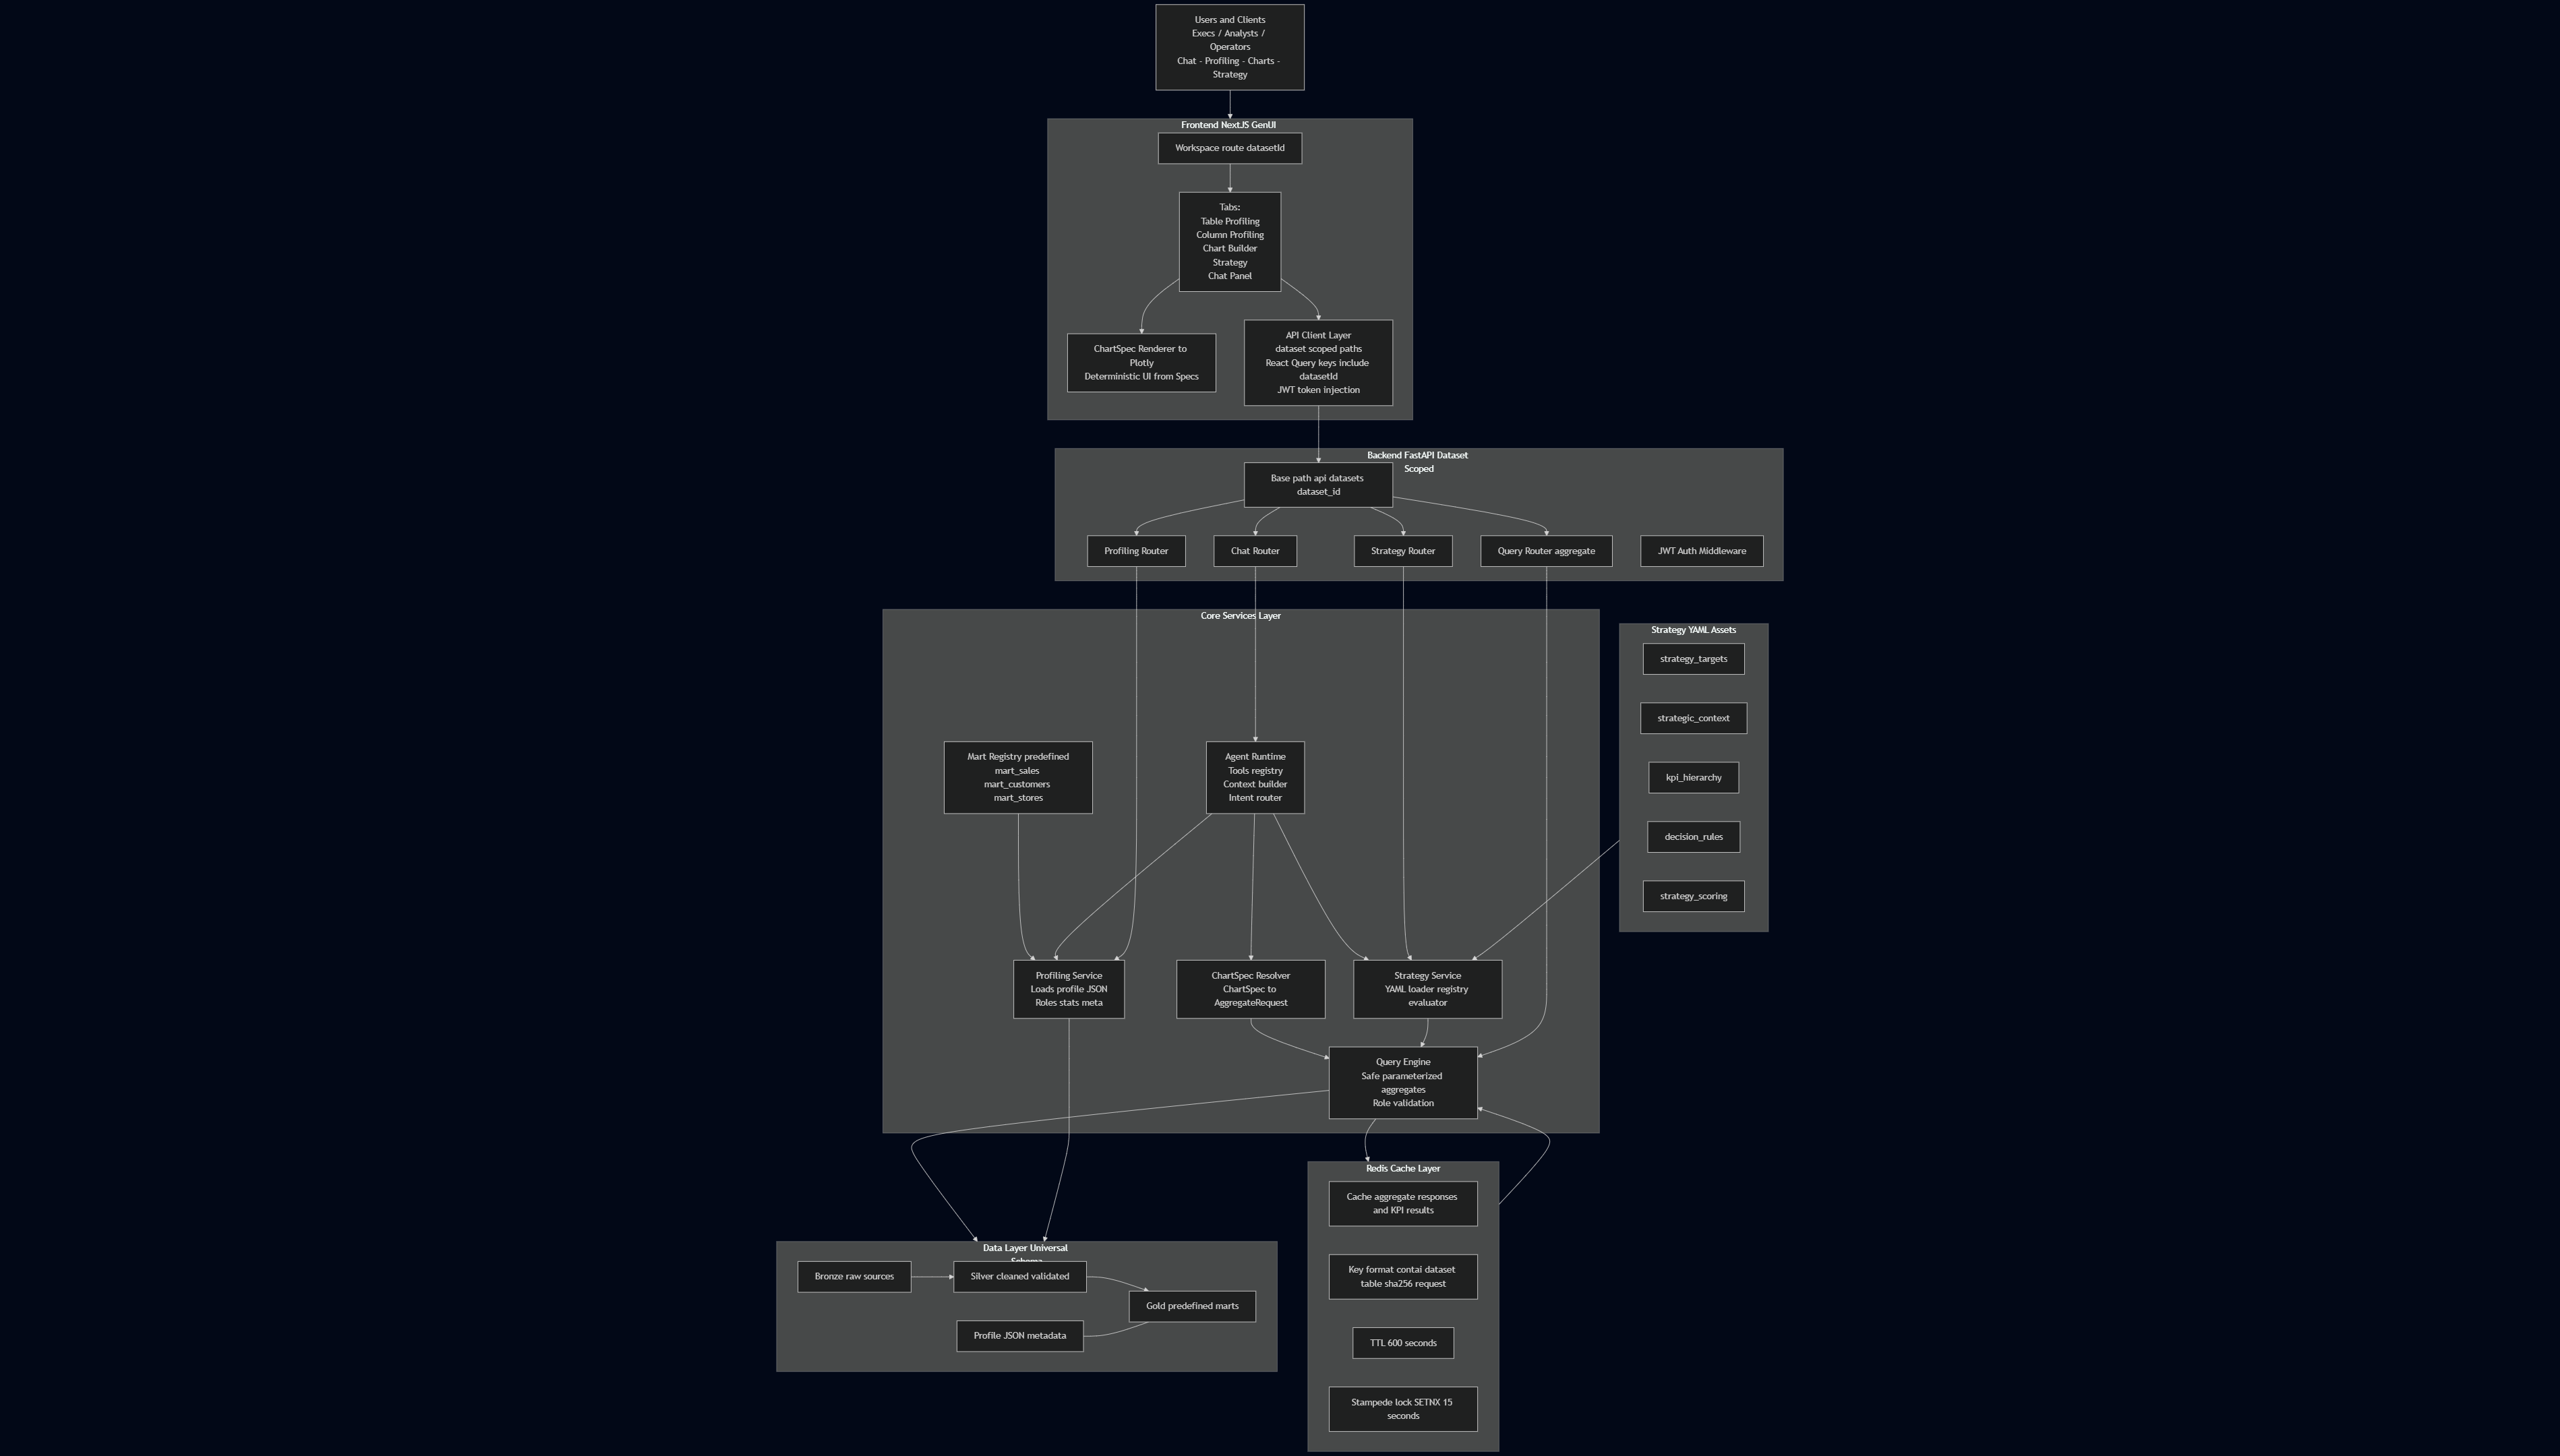 Users and Clients
Execs / Analysts /
Operators
Chat - Profiling - Charts -
Strategy
Frontend NextJS GenUI
Workspace route datasetId
Tabs:
Table Profiling
Column Profiling
Chart Builder
Strategy
Chat Panel
ChartSpec Renderer to
Plotly
Deterministic UI from Specs
API Client Layer
dataset scoped paths
React Query keys include
datasetId
JWT token injection
Backend FastAPI Dataset
Scoped
Base path api datasets
dataset_id
Profiling Router
Chat Router
Strategy Router
Query Router aggregate
JWT Auth Middleware
Core Services Layer
Mart Registry predefined
mart_sales
mart_customers
mart_stores
Agent Runtime
Tools registry
Context builder
Intent router
Strategy YAML Assets
strategy_targets
strategic_context
kpi_hierarchy
decision_rules
strategy_scoring
Profiling Service
Loads profile JSON
Roles stats meta
ChartSpec Resolver
ChartSpec to
AggregateRequest
Strategy Service
YAML loader registry
evaluator
Query Engine
Safe parameterized
aggregates
Role validation
Redis Cache Layer
Cache aggregate responses
and KPI results
Key format contai dataset
table sha256 request
TTL 600 seconds
Stampede lock SETNX 15
seconds
Data Layer Universal
Schema
Bronze raw sources
Silver cleaned validated
Gold predefined marts
Profile JSON metadata